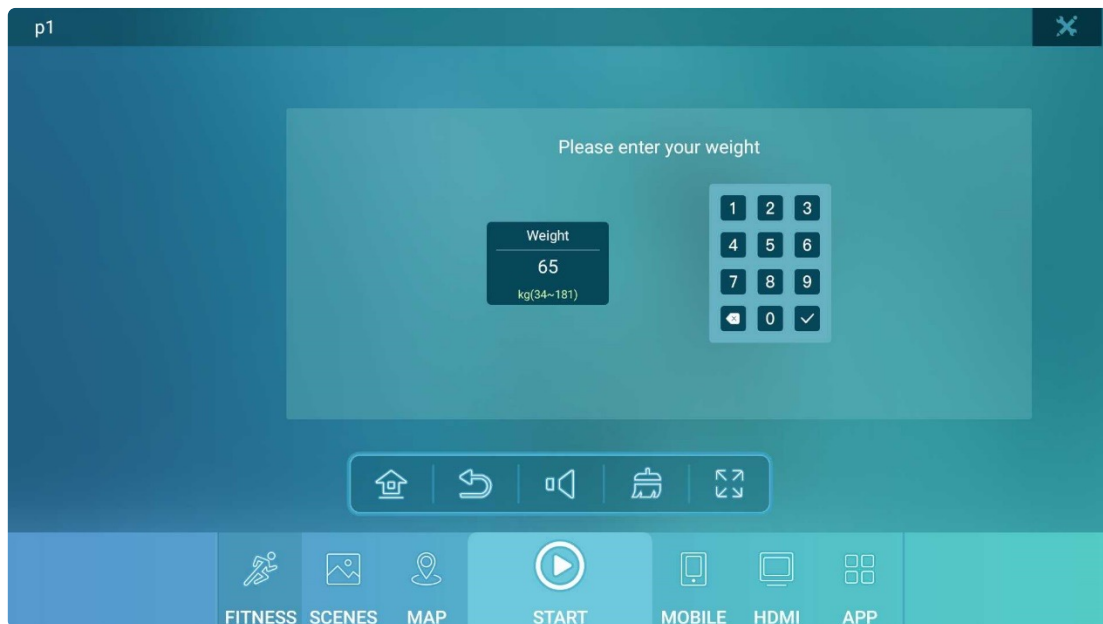 p1
Please enter your weight
Weight
65
kg(34~181)
1 2 3
4 5 6
7 8 9
0
FITNESS SCENES MAP START MOBILE HDMI APP